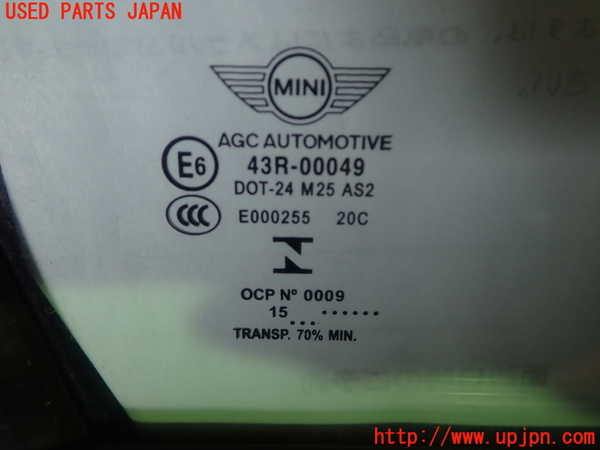 USED PARTS JAPAN
MINI
AGC AUTOMOTIVE
E6 43R-00049
DOT-24 M25 AS2
CCC E000255 20C
OCP Nº 0009
15 ......
...
TRANSP. 70% MIN.
http://www.upjpn.com